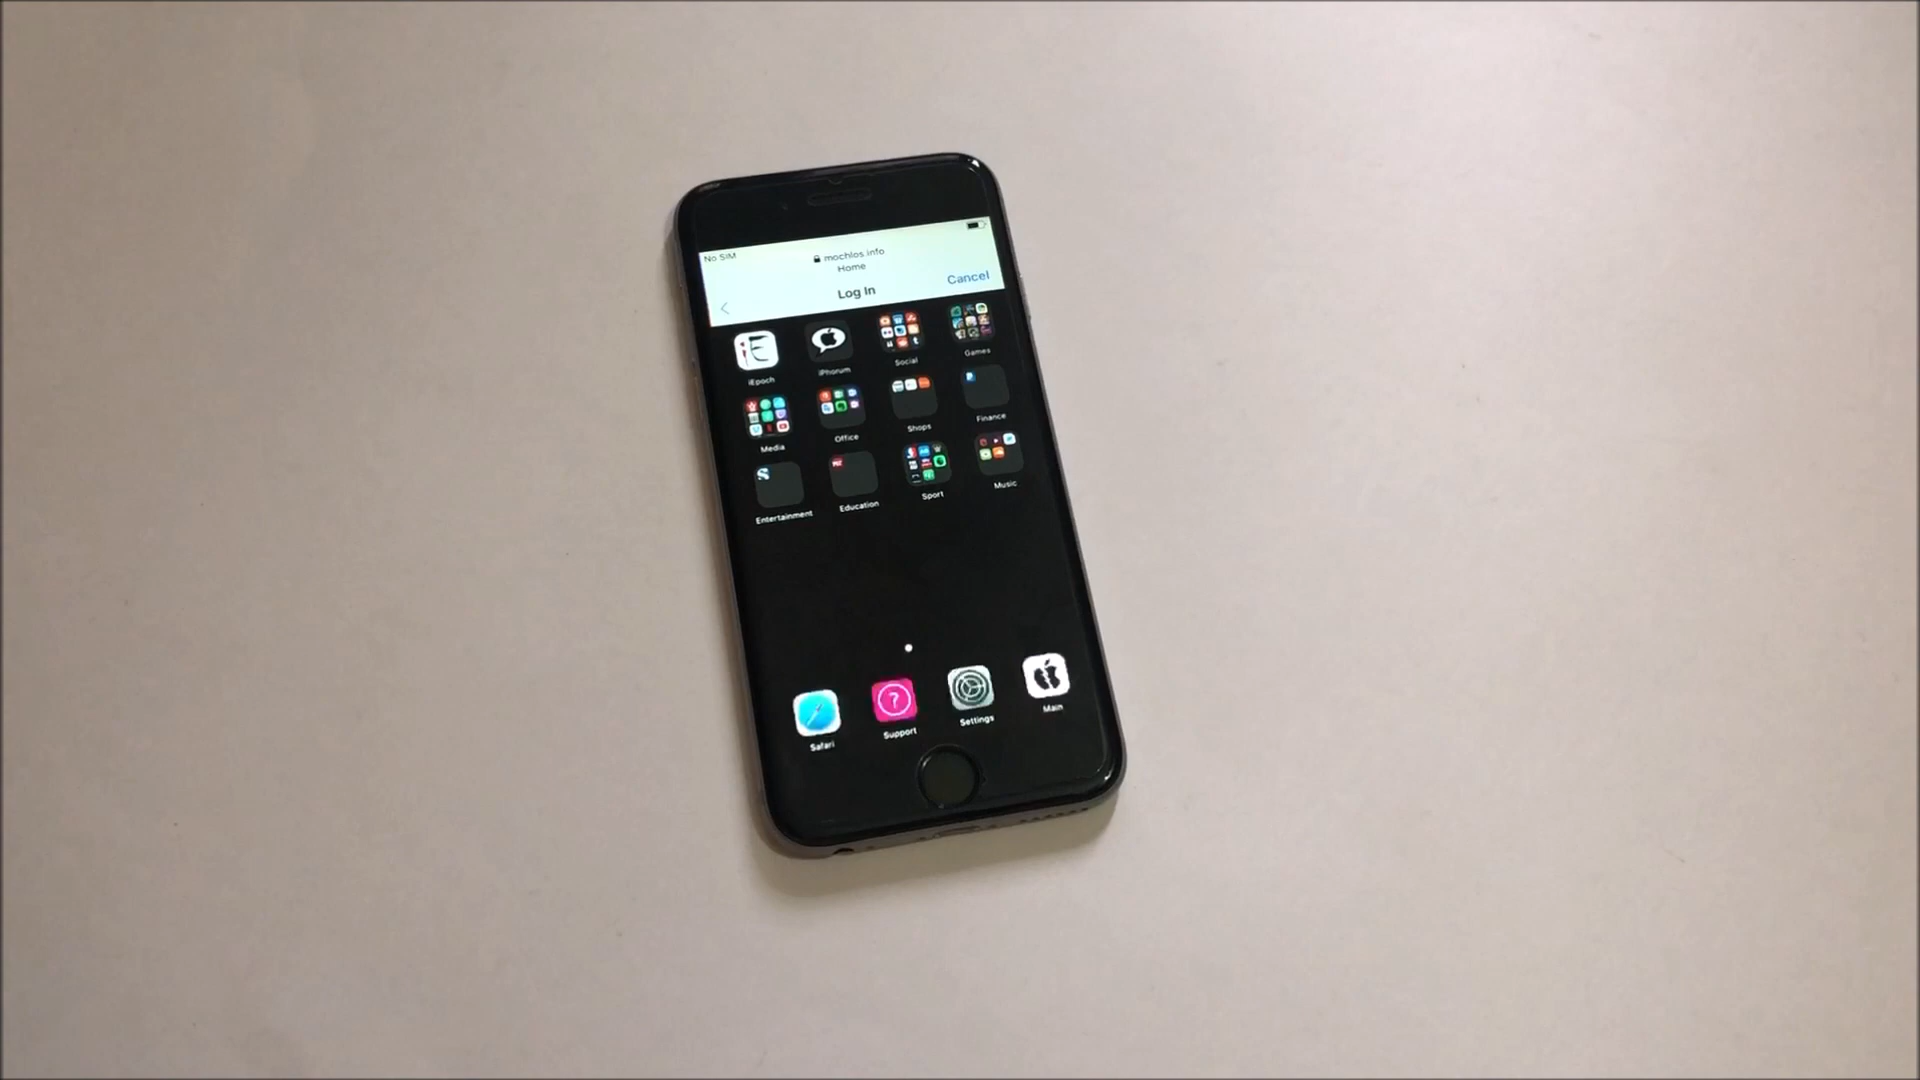 No SIM
mochlos.info
Home
Log In
Cancel
iEpoch
iPhorum
Social
Games
Media
Office
Shops
Finance
Entertainment
Education
Sport
Music
Safari
Support
Settings
Main